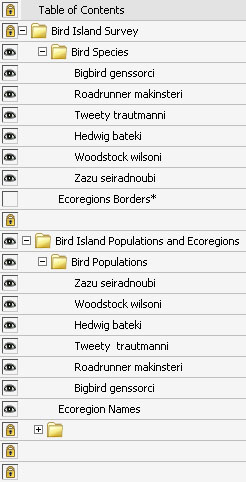 Table of Contents
Bird Island Survey
Bird Species
Bigbird genssorci
Roadrunner makinsteri
Tweety trautmanni
Hedwig bateki
Woodstock wilsoni
Zazu seiradnoubi
Ecoregions Borders*
Bird Island Populations and Ecoregions
Bird Populations
Zazu seiradnoubi
Woodstock wilsoni
Hedwig bateki
Tweety trautmanni
Roadrunner makinsteri
Bigbird genssorci
Ecoregion Names